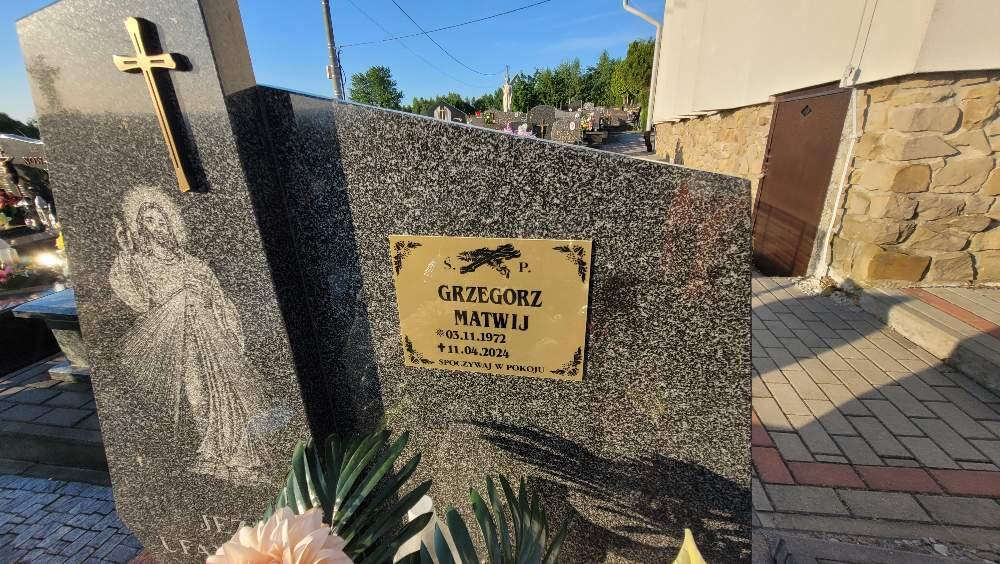 Ś. P.
GRZEGORZ
MATWIJ
03.11.1972
11.04.2024
SPOCZYWAJ W POKOJU